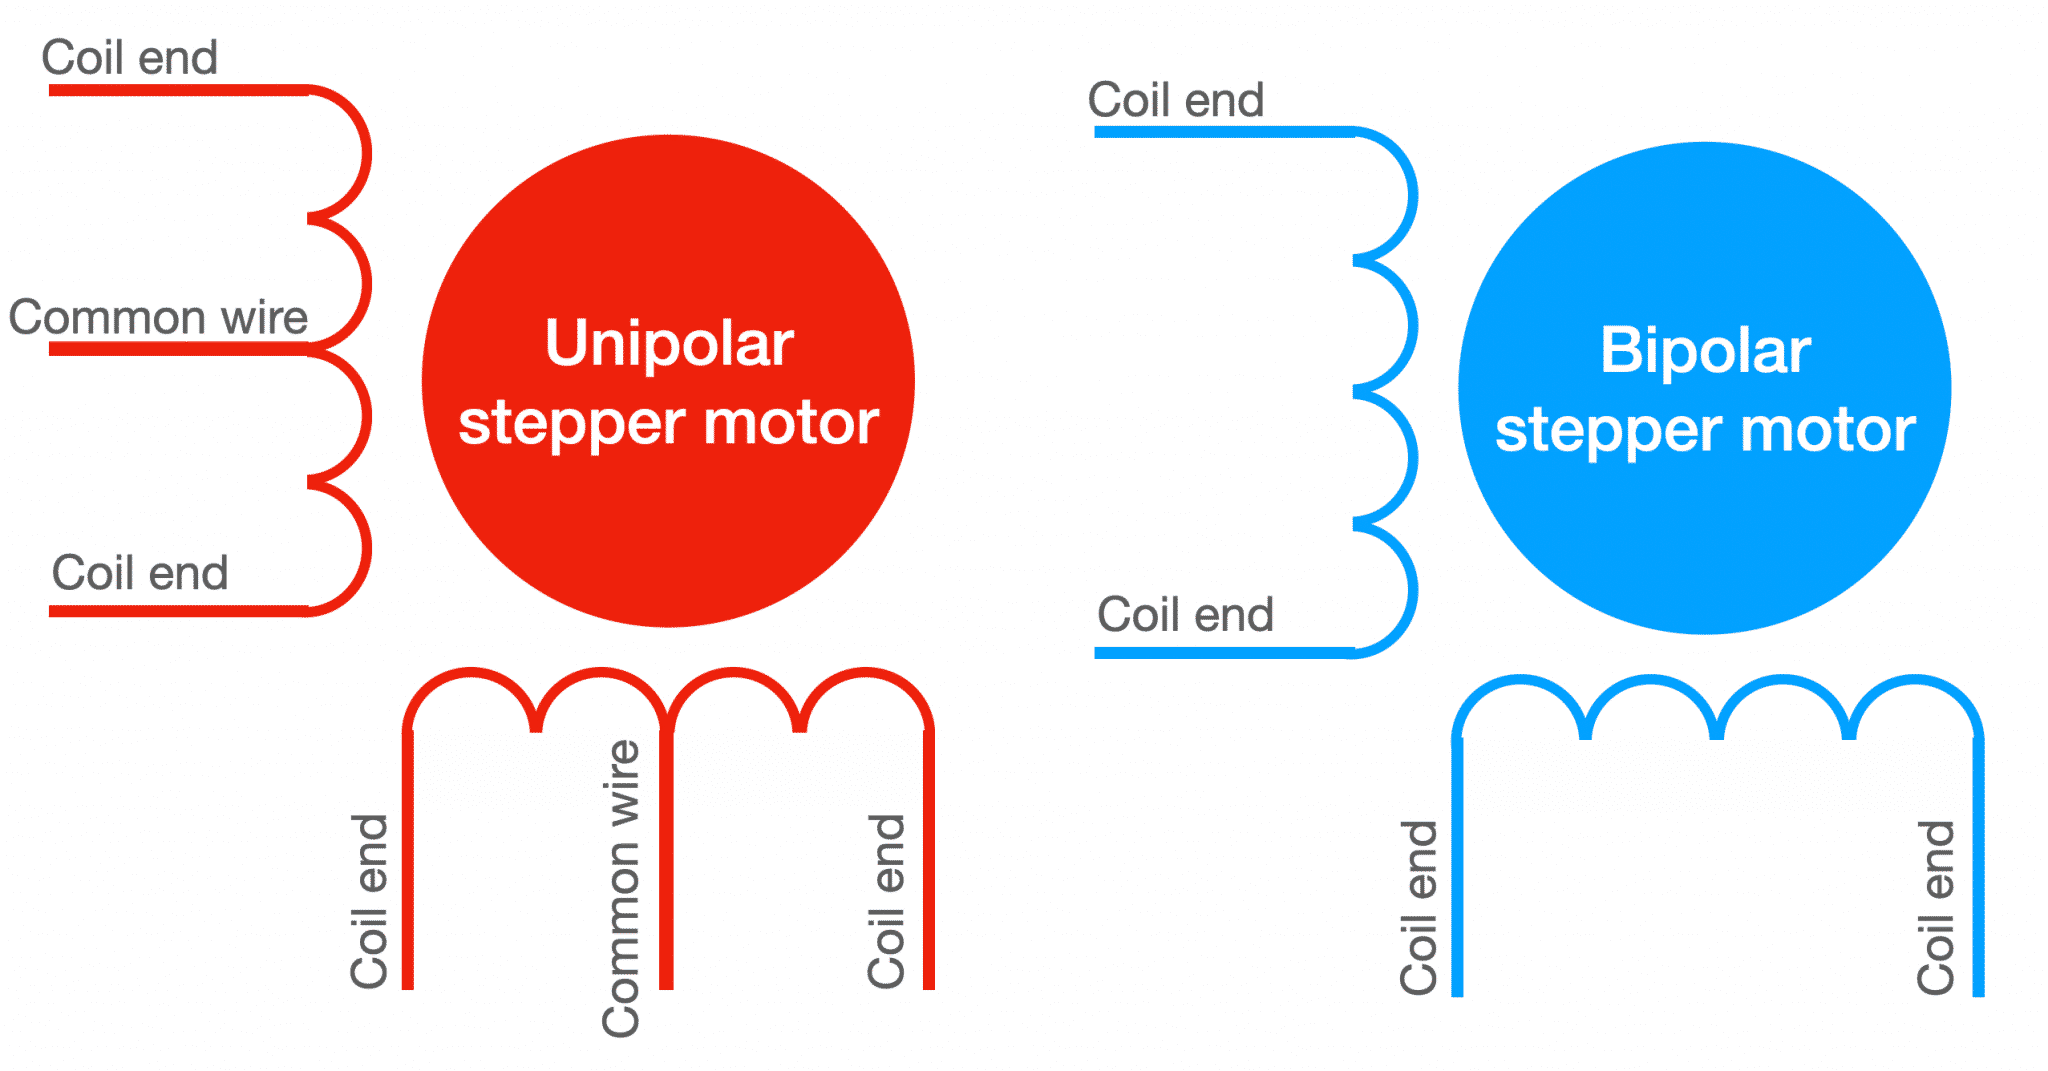 Coil end
Common wire
Coil end
Unipolar
stepper motor
Coil end
Common wire
Coil end
Coil end
Coil end
Bipolar
stepper motor
Coil end
Coil end